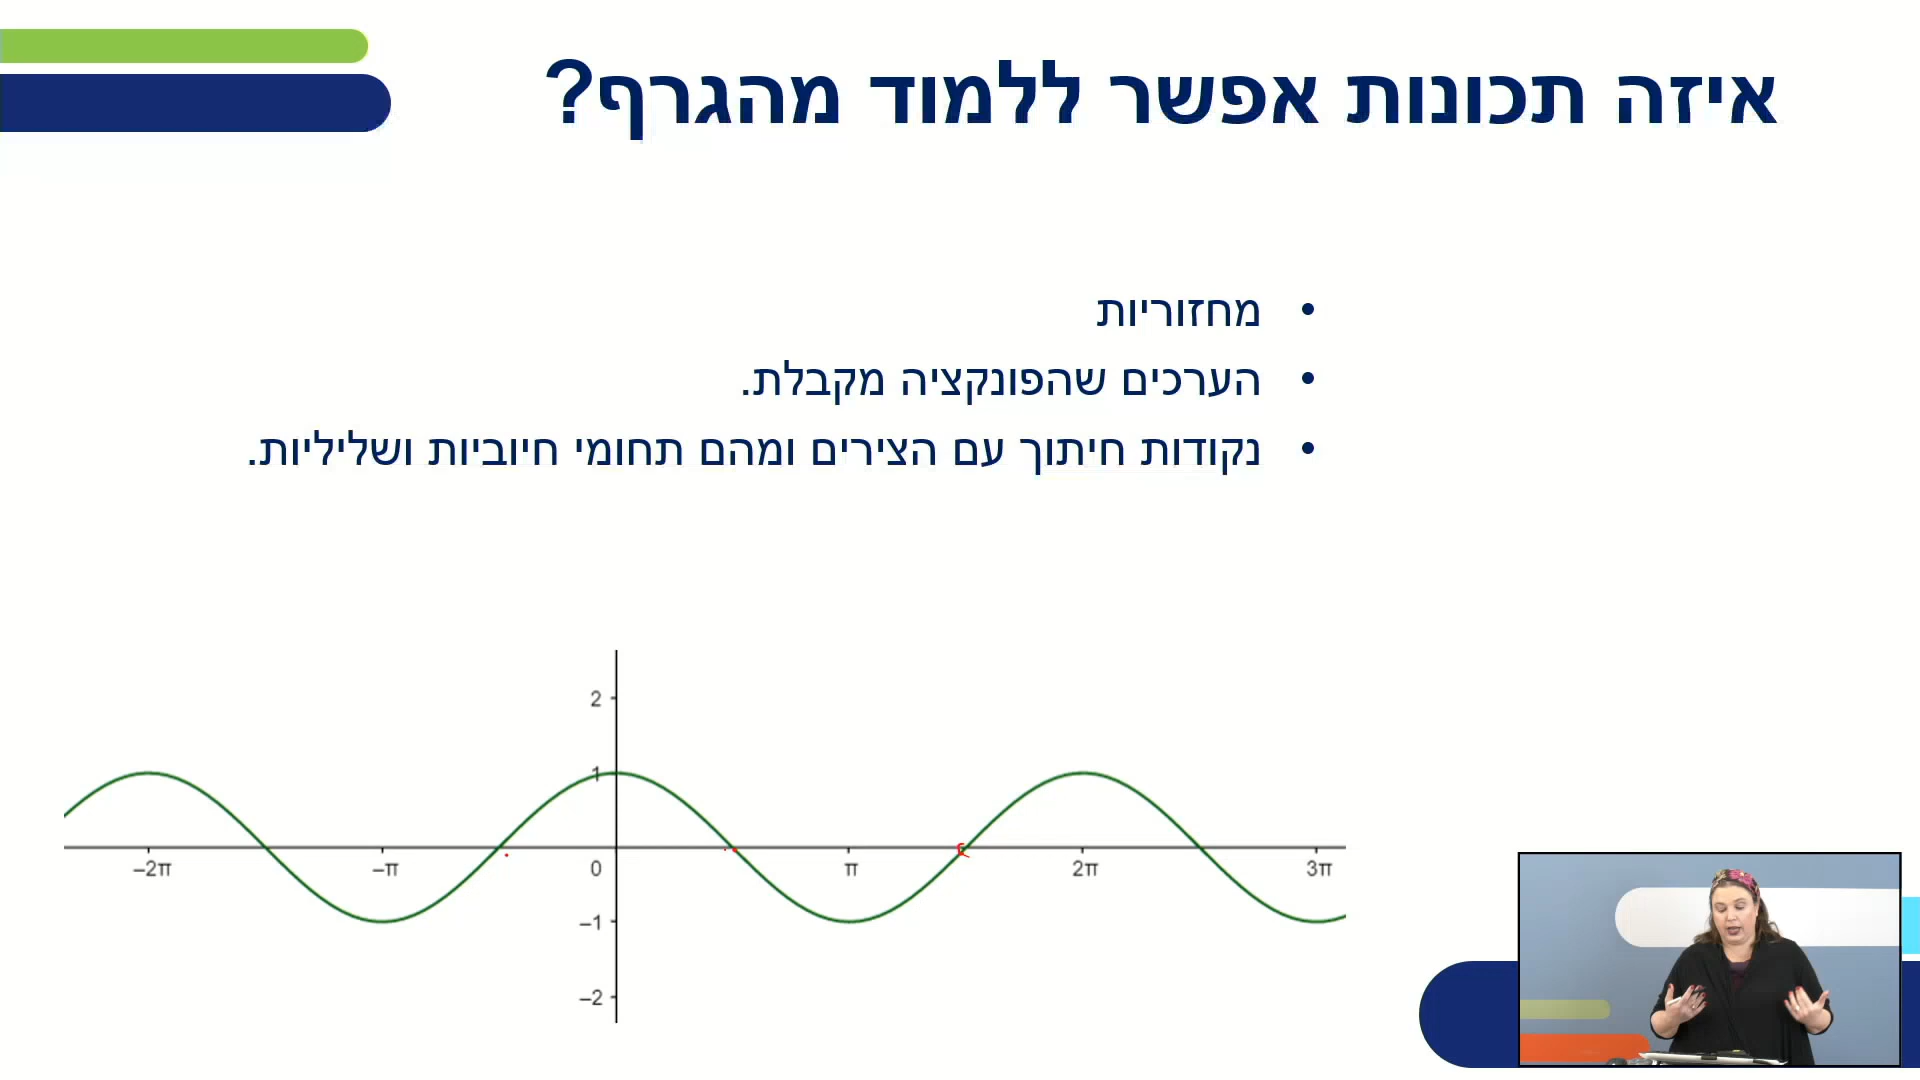 איזה תכונות אפשר ללמוד מהגרף?
• מחזוריות
• הערכים שהפונקציה מקבלת.
• נקודות חיתוך עם הצירים ומהם תחומי חיוביות ושליליות.
2
1
–2π –π 0 π 2π 3π
–1
–2